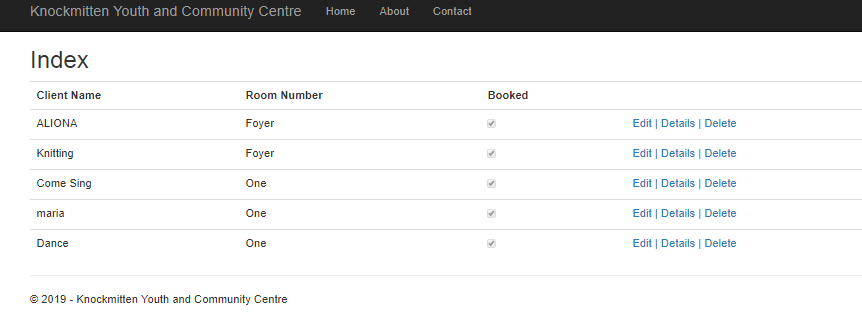 Knockmitten Youth and Community Centre Home About Contact
Index
Client Name Room Number Booked
ALIONA Foyer Edit | Details | Delete
Knitting Foyer Edit | Details | Delete
Come Sing One Edit | Details | Delete
maria One Edit | Details | Delete
Dance One Edit | Details | Delete
© 2019 - Knockmitten Youth and Community Centre